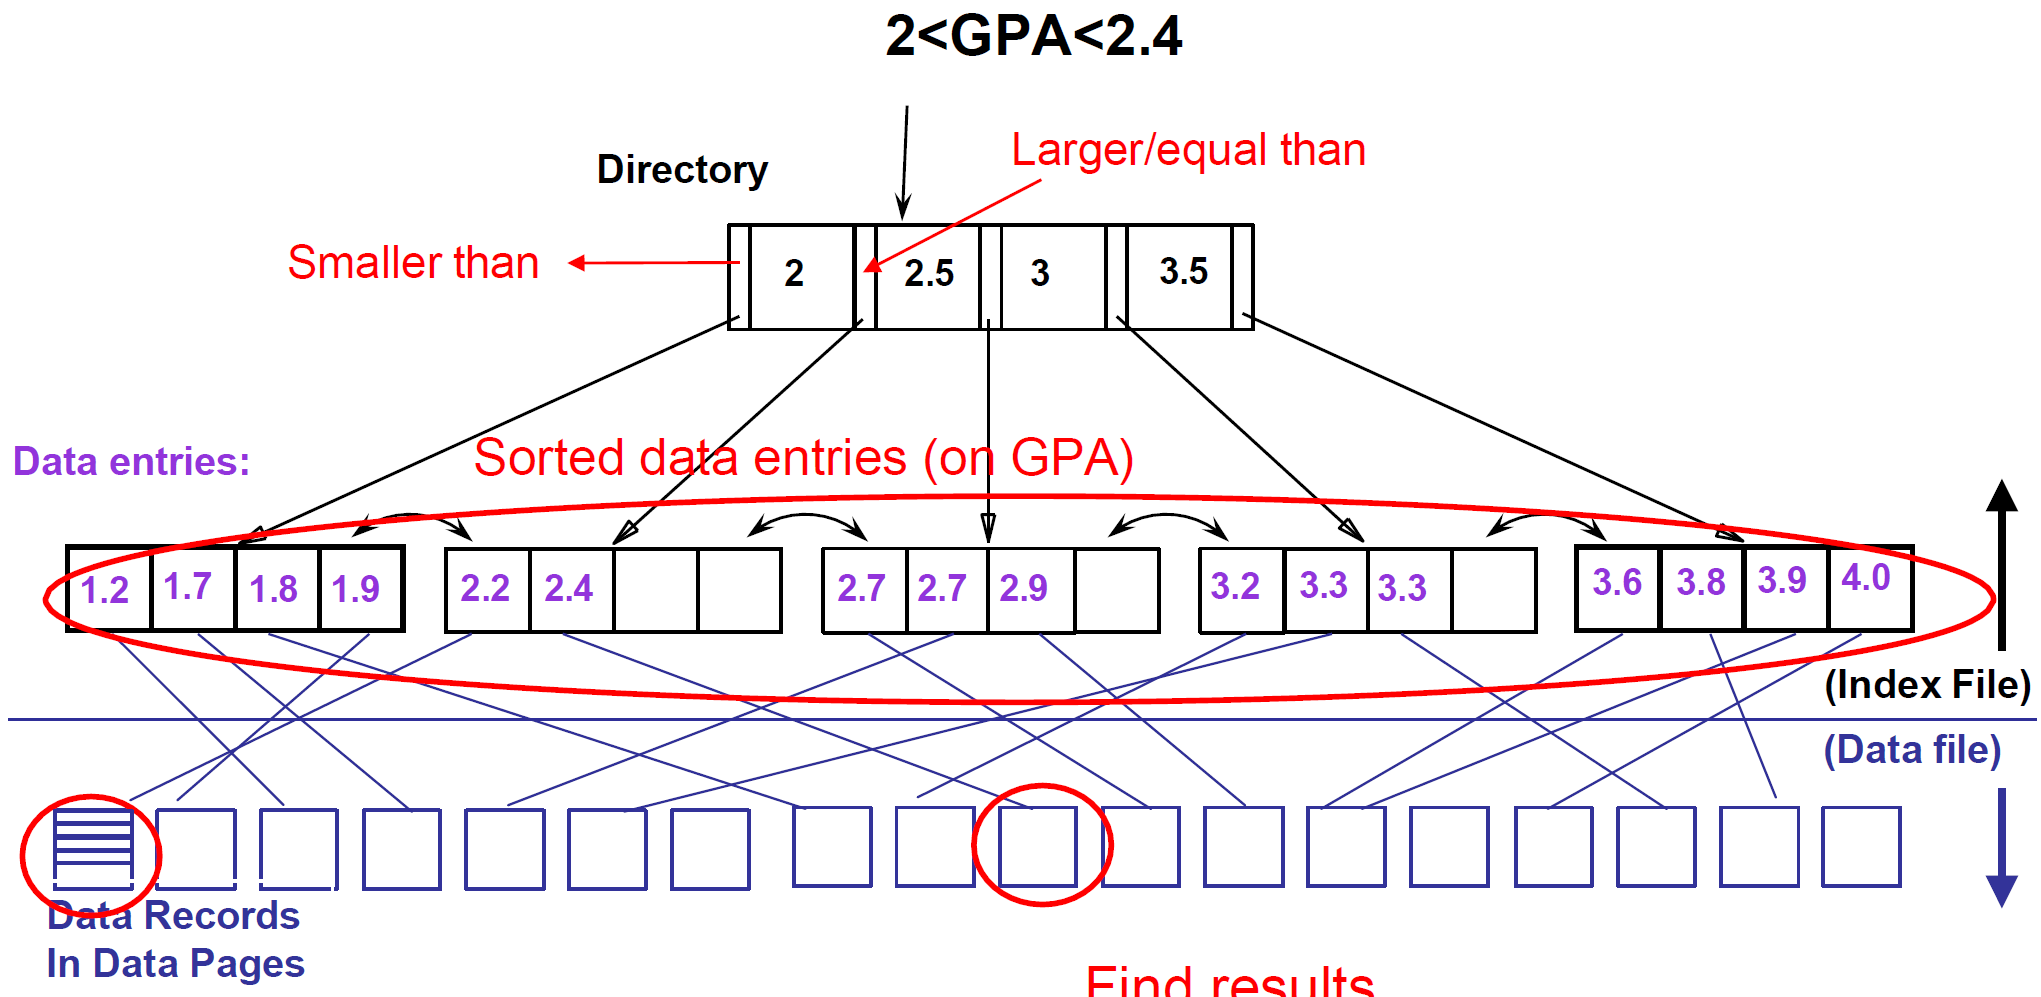 2<GPA<2.4
Directory
Larger/equal than
Smaller than
2 2.5 3 3.5
Data entries:
Sorted data entries (on GPA)
1.2 1.7 1.8 1.9 2.2 2.4 2.7 2.7 2.9 3.2 3.3 3.3 3.6 3.8 3.9 4.0
(Index File)
(Data file)
Data Records
In Data Pages
Find results